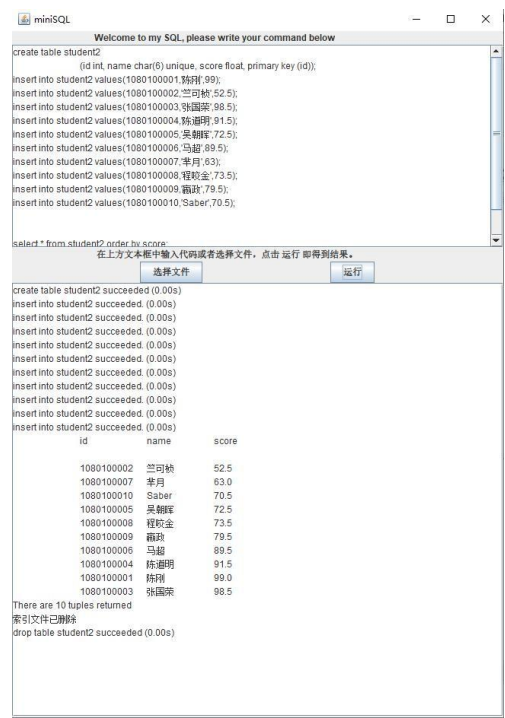 miniSQL
Welcome to my SQL, please write your command below
create table student2
(id int, name char(6) unique, score float, primary key (id));
insert into student2 values(1080100001,'陈刚',99);
insert into student2 values(1080100002,'竺可桢',52.5);
insert into student2 values(1080100003,'张国荣',98.5);
insert into student2 values(1080100004,'陈道明',91.5);
insert into student2 values(1080100005,'吴朝晖',72.5);
insert into student2 values(1080100006,'马超',89.5);
insert into student2 values(1080100007,'芈月',63);
insert into student2 values(1080100008,'程咬金',73.5);
insert into student2 values(1080100009,'嬴政',79.5);
insert into student2 values(1080100010,'Saber',70.5);
select * from student2 order by score;
在上方文本框中输入代码或者选择文件，点击 运行 即得到结果。
选择文件 运行
create table student2 succeeded (0.00s)
insert into student2 succeeded. (0.00s)
insert into student2 succeeded. (0.00s)
insert into student2 succeeded. (0.00s)
insert into student2 succeeded. (0.00s)
insert into student2 succeeded. (0.00s)
insert into student2 succeeded. (0.00s)
insert into student2 succeeded. (0.00s)
insert into student2 succeeded. (0.00s)
insert into student2 succeeded. (0.00s)
insert into student2 succeeded. (0.00s)
id name score
1080100002 竺可桢 52.5
1080100007 芈月 63.0
1080100010 Saber 70.5
1080100005 吴朝晖 72.5
1080100008 程咬金 73.5
1080100009 嬴政 79.5
1080100006 马超 89.5
1080100004 陈道明 91.5
1080100001 陈刚 99.0
1080100003 张国荣 98.5
There are 10 tuples returned
索引文件已删除
drop table student2 succeeded (0.00s)